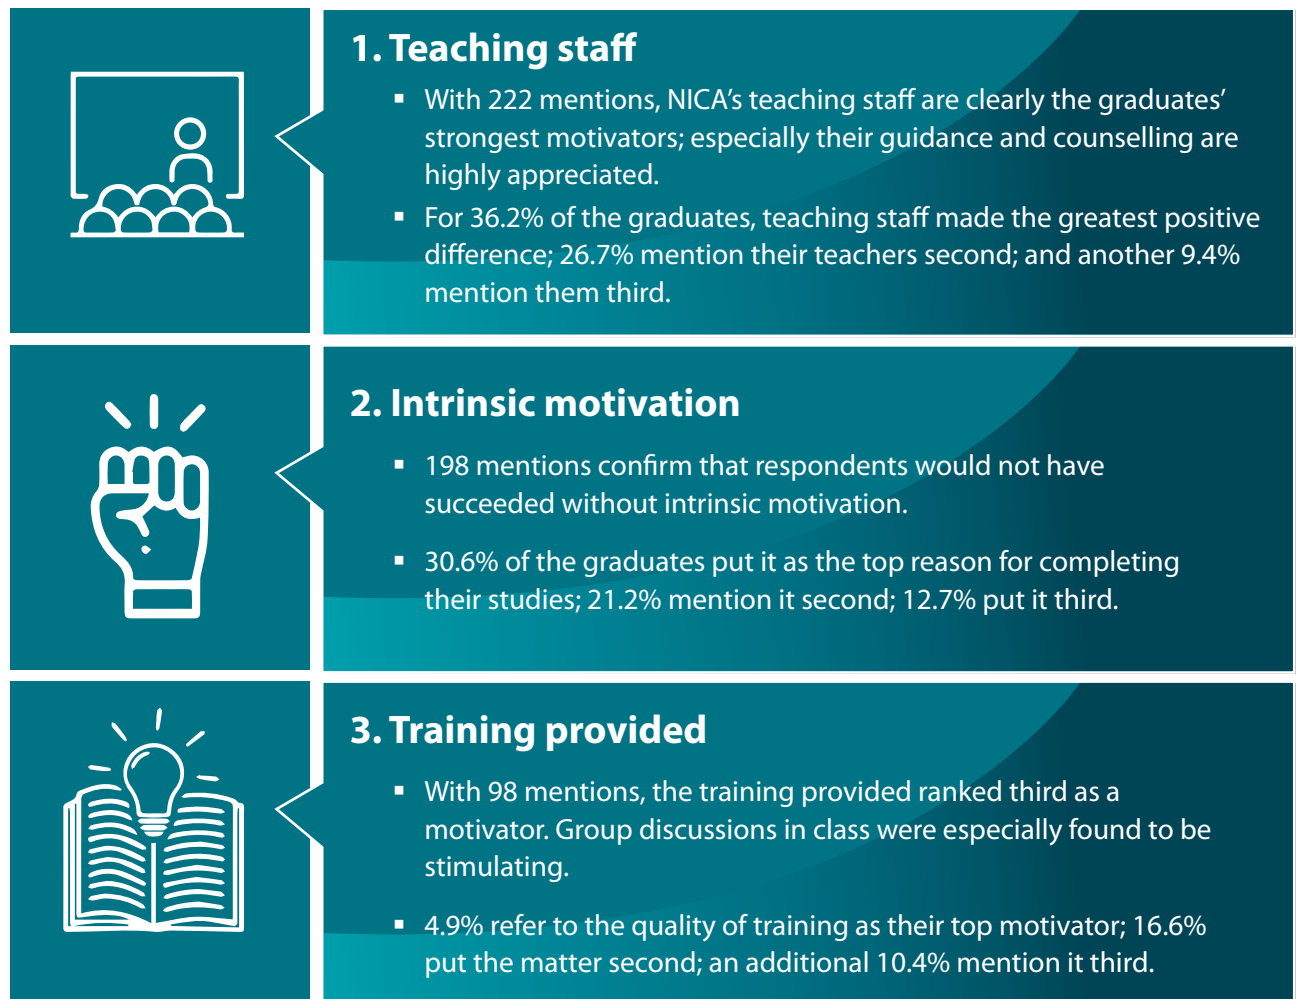 1. Teaching staff
▪ With 222 mentions, NICA’s teaching staff are clearly the graduates’
strongest motivators; especially their guidance and counselling are
highly appreciated.
▪ For 36.2% of the graduates, teaching staff made the greatest positive
difference; 26.7% mention their teachers second; and another 9.4%
mention them third.
2. Intrinsic motivation
▪ 198 mentions confirm that respondents would not have
succeeded without intrinsic motivation.
▪ 30.6% of the graduates put it as the top reason for completing
their studies; 21.2% mention it second; 12.7% put it third.
3. Training provided
▪ With 98 mentions, the training provided ranked third as a
motivator. Group discussions in class were especially found to be
stimulating.
▪ 4.9% refer to the quality of training as their top motivator; 16.6%
put the matter second; an additional 10.4% mention it third.